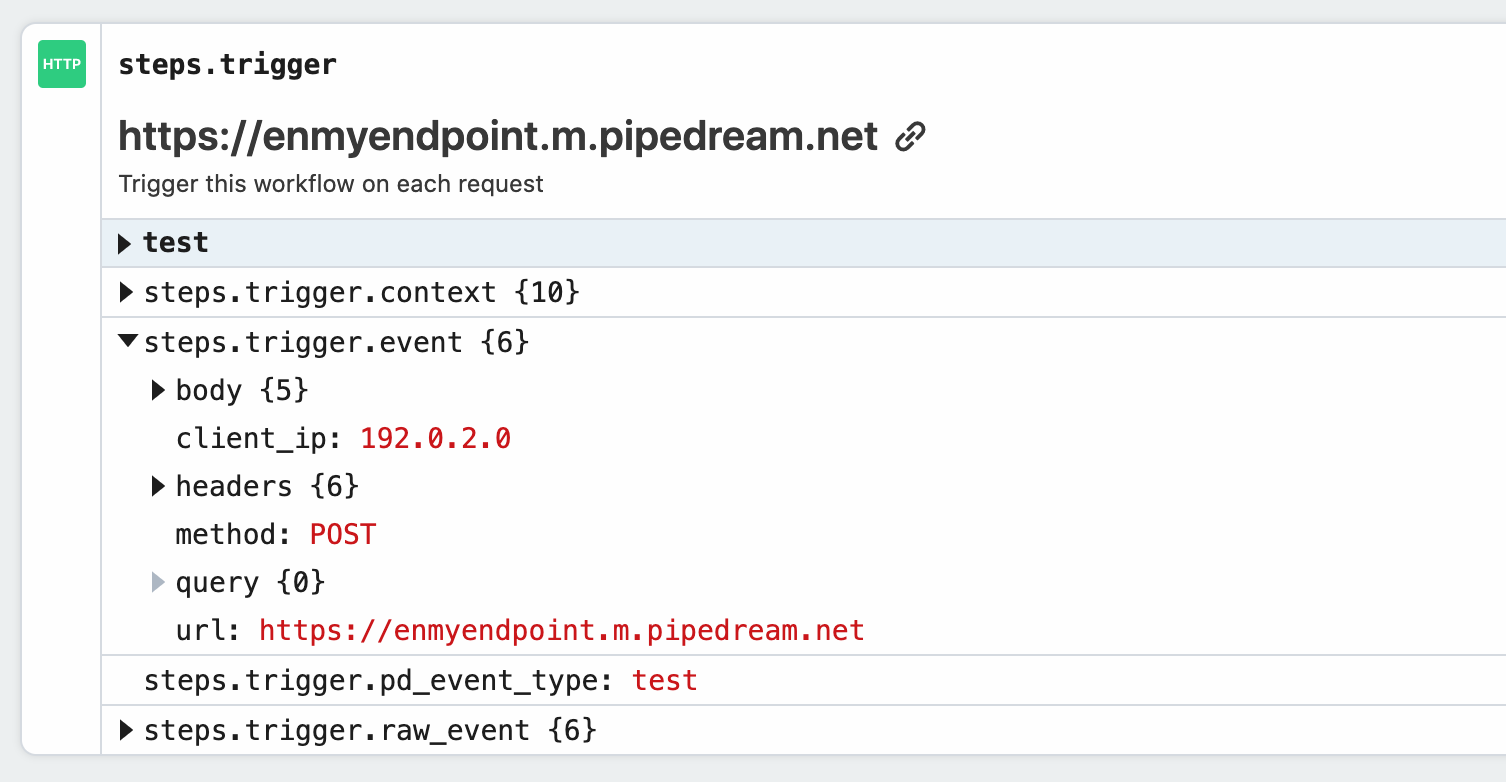 HTTP
steps.trigger
https://enmyendpoint.m.pipedream.net
Trigger this workflow on each request
test
steps.trigger.context {10}
steps.trigger.event {6}
body {5}
client_ip: 192.0.2.0
headers {6}
method: POST
query {0}
url: https://enmyendpoint.m.pipedream.net
steps.trigger.pd_event_type: test
steps.trigger.raw_event {6}